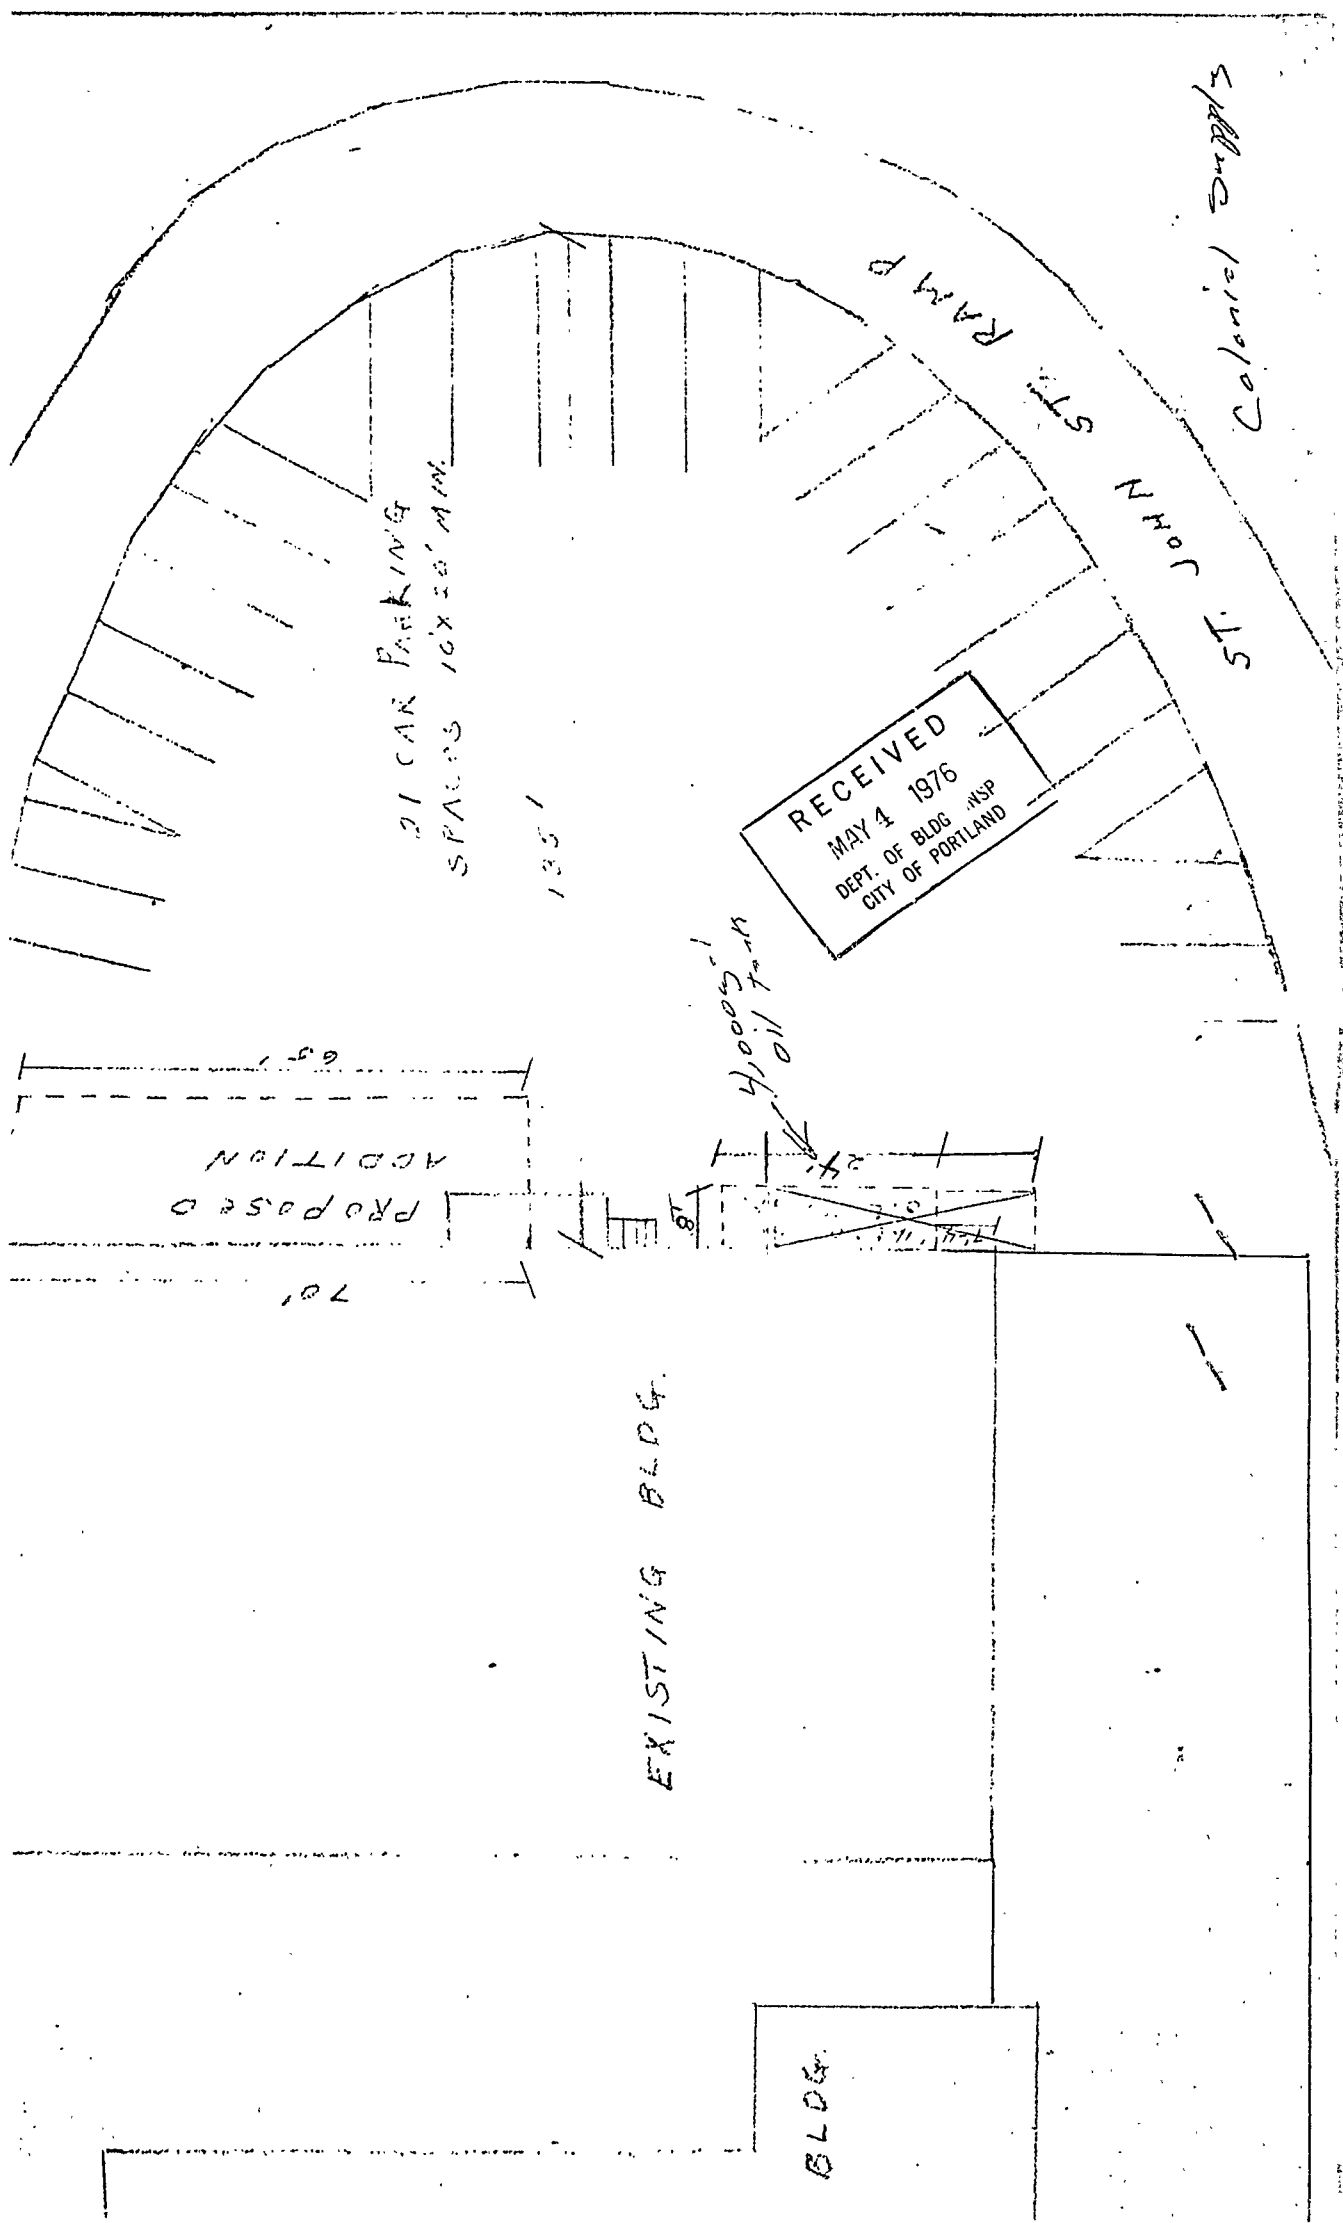 Colonial Supply
ST. JOHN ST. RAMP
21 CAR PARKING
SPACES 10'X20' MIN.
135'
RECEIVED
MAY 4 1976
DEPT. OF BLDG INSP
CITY OF PORTLAND
4,000 gal
oil tank
65'
PROPOSED
ADDITION
70'
8'
24'
EXISTING BLDG.
BLDG.